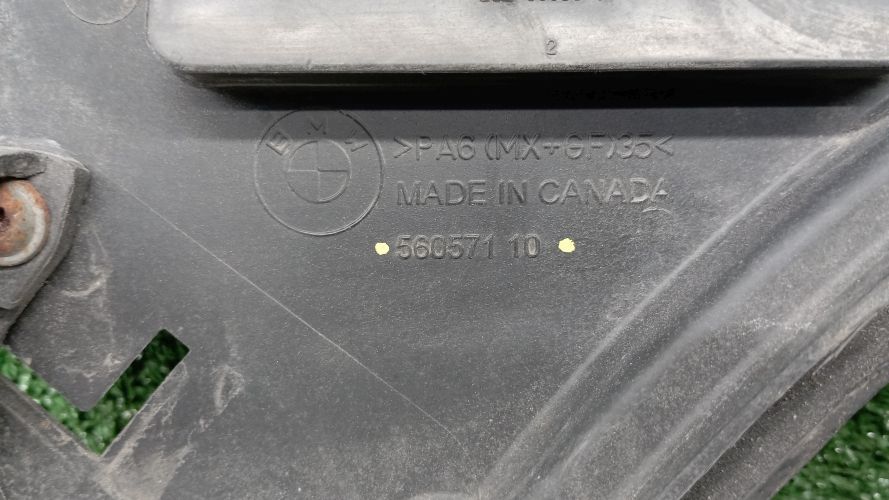 2
BMW
>PA6 (MX+GF)35<
MADE IN CANADA
560571 10